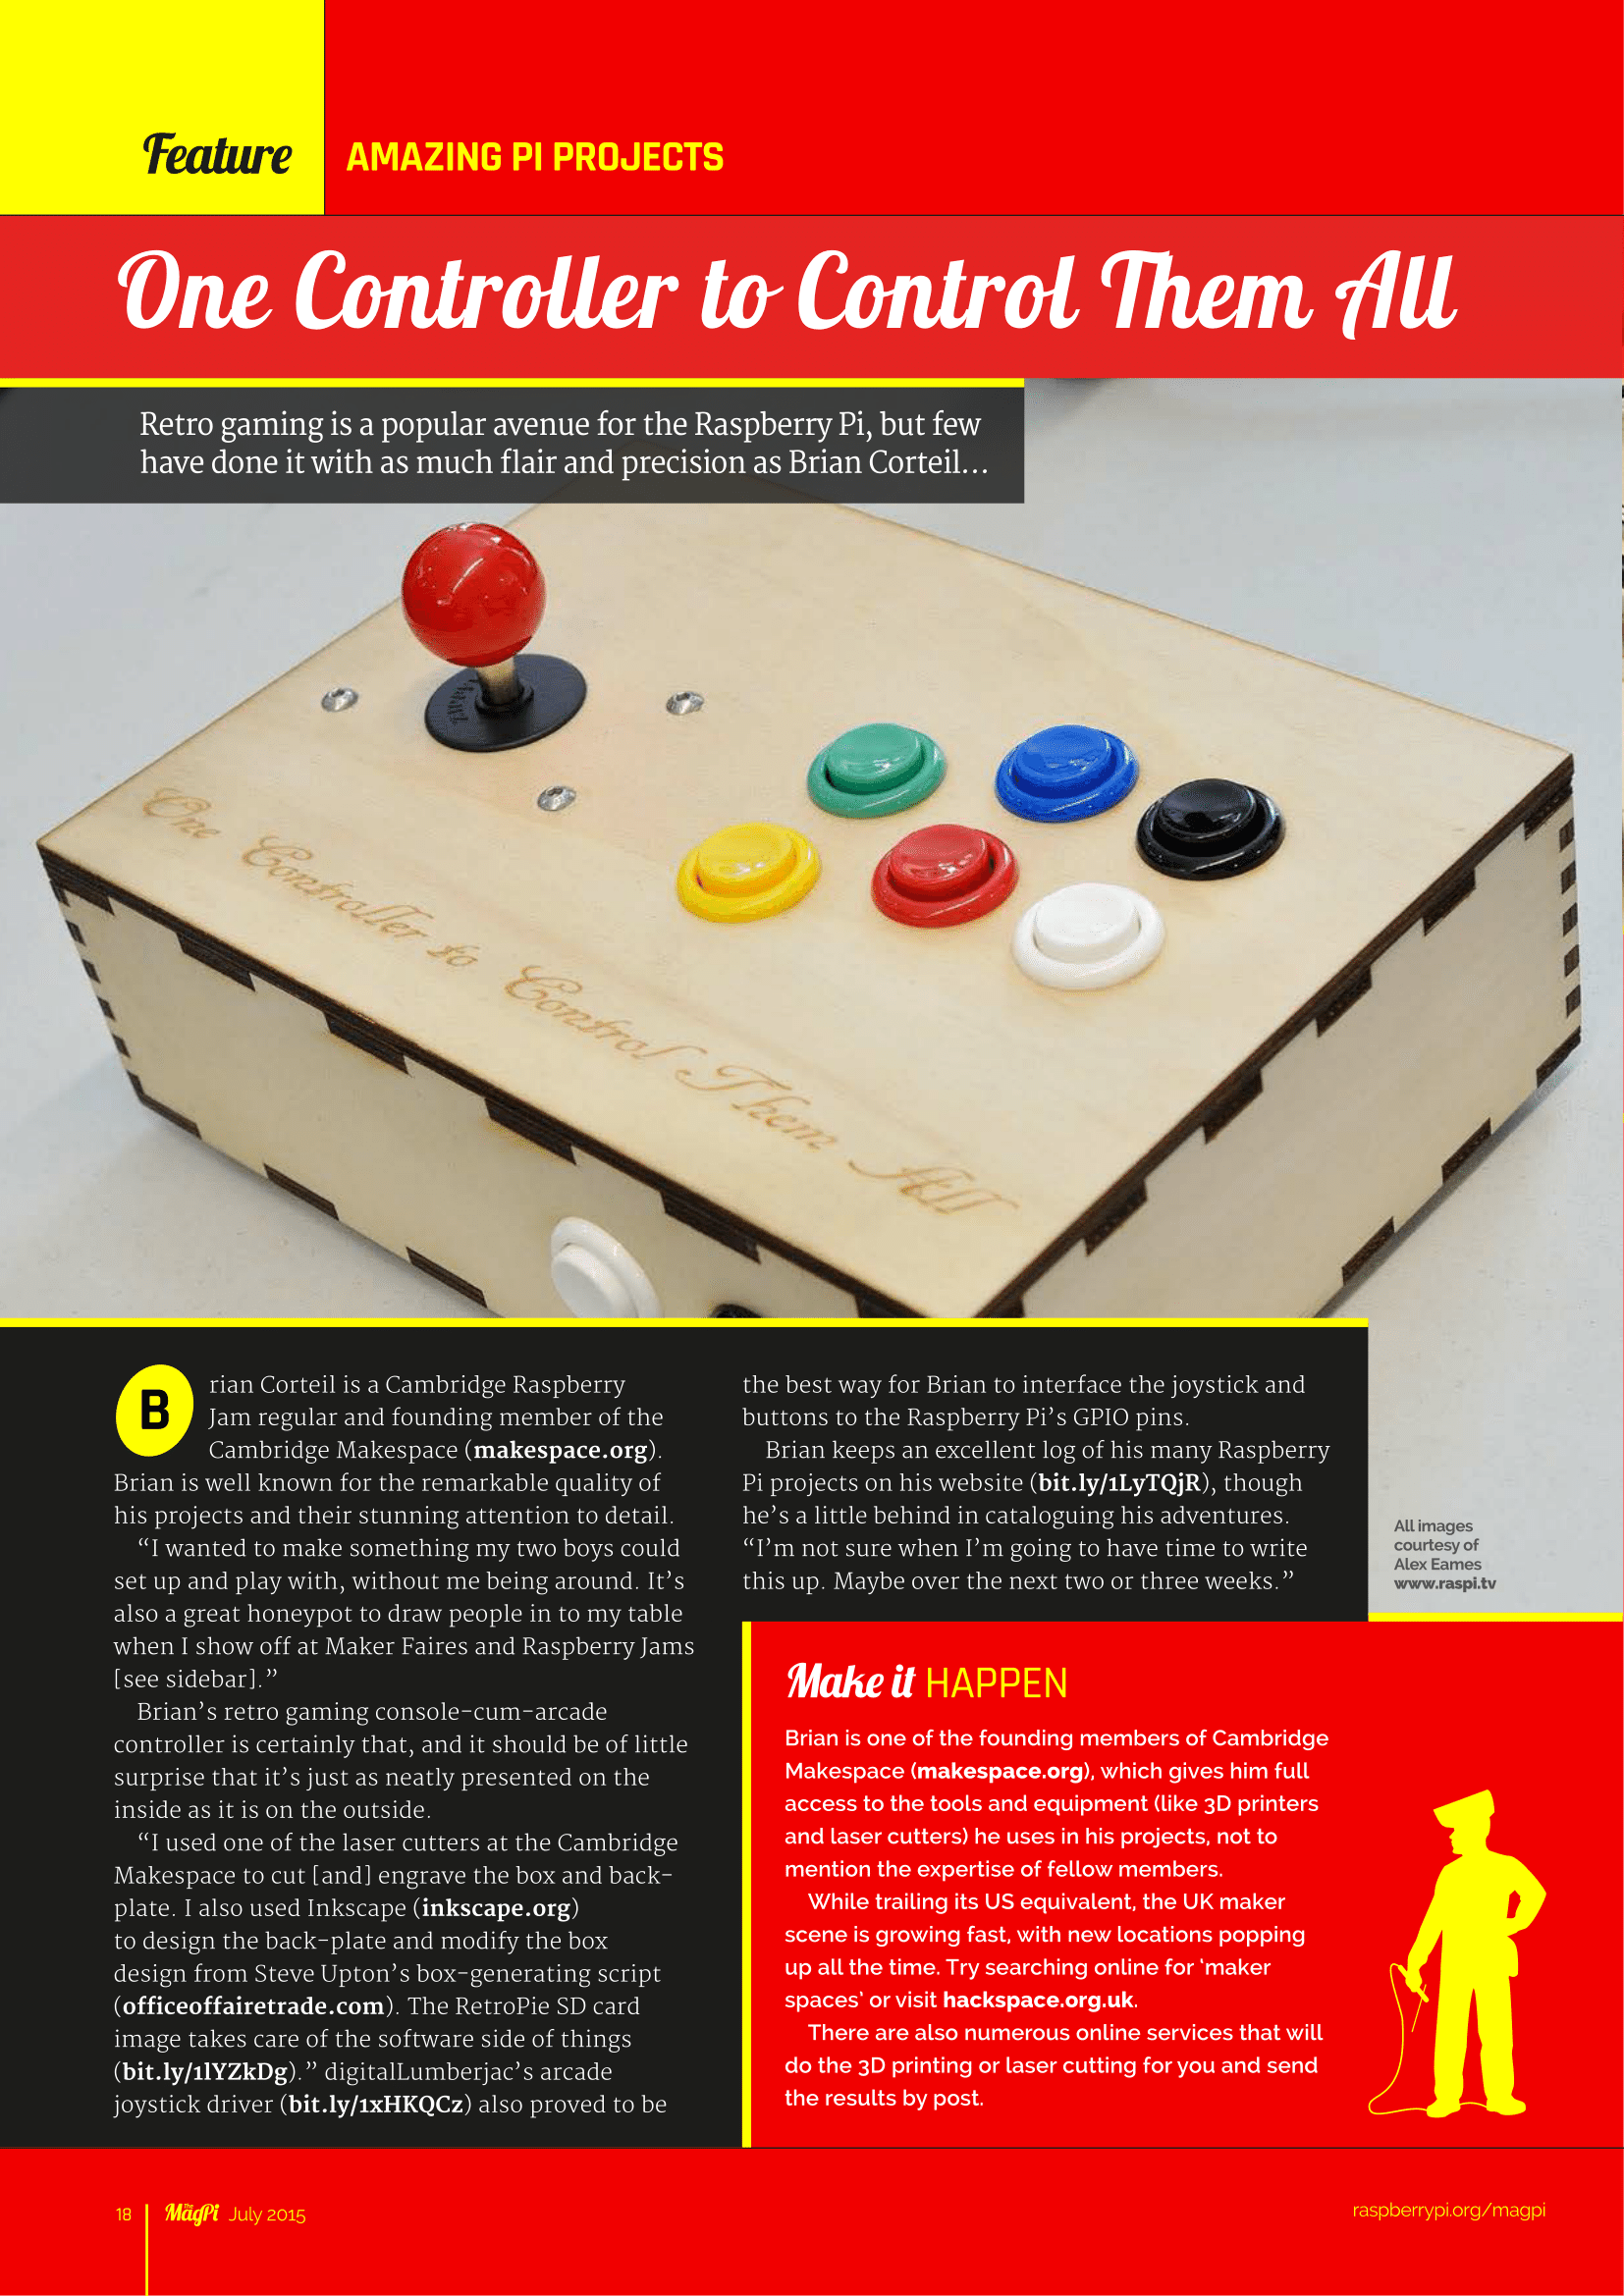 Feature
AMAZING PI PROJECTS
One Controller to Control Them All
Retro gaming is a popular avenue for the Raspberry Pi, but few
have done it with as much flair and precision as Brian Corteil...
One Controller to Control Them All
Brian Corteil is a Cambridge Raspberry
Jam regular and founding member of the
Cambridge Makespace (makespace.org).
Brian is well known for the remarkable quality of
his projects and their stunning attention to detail.
“I wanted to make something my two boys could
set up and play with, without me being around. It’s
also a great honeypot to draw people in to my table
when I show off at Maker Faires and Raspberry Jams
[see sidebar].”
Brian’s retro gaming console-cum-arcade
controller is certainly that, and it should be of little
surprise that it’s just as neatly presented on the
inside as it is on the outside.
“I used one of the laser cutters at the Cambridge
Makespace to cut [and] engrave the box and back-
plate. I also used Inkscape (inkscape.org)
to design the back-plate and modify the box
design from Steve Upton’s box-generating script
(officeoffairetrade.com). The RetroPie SD card
image takes care of the software side of things
(bit.ly/1lYZkDg).” digitalLumberjac’s arcade
joystick driver (bit.ly/1xHKQCz) also proved to be
the best way for Brian to interface the joystick and
buttons to the Raspberry Pi’s GPIO pins.
Brian keeps an excellent log of his many Raspberry
Pi projects on his website (bit.ly/1LyTQjR), though
he’s a little behind in cataloguing his adventures.
“I’m not sure when I’m going to have time to write
this up. Maybe over the next two or three weeks.”
All images
courtesy of
Alex Eames
www.raspi.tv
Make it HAPPEN
Brian is one of the founding members of Cambridge
Makespace (makespace.org), which gives him full
access to the tools and equipment (like 3D printers
and laser cutters) he uses in his projects, not to
mention the expertise of fellow members.
While trailing its US equivalent, the UK maker
scene is growing fast, with new locations popping
up all the time. Try searching online for ‘maker
spaces’ or visit hackspace.org.uk.
There are also numerous online services that will
do the 3D printing or laser cutting for you and send
the results by post.
18
The MagPi July 2015
raspberrypi.org/magpi